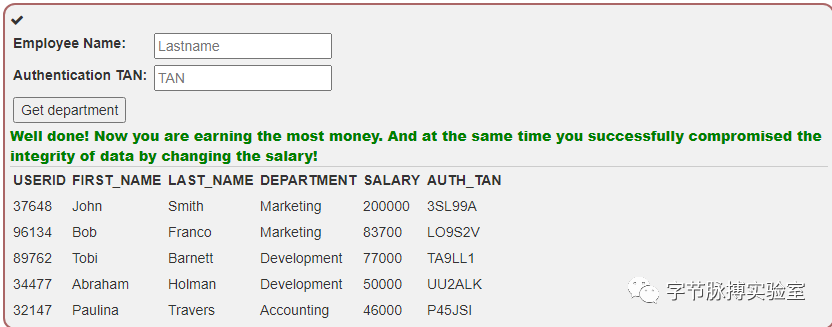 Employee Name: Lastname
Authentication TAN: TAN
Get department
Well done! Now you are earning the most money. And at the same time you successfully compromised the
integrity of data by changing the salary!
USERID FIRST_NAME LAST_NAME DEPARTMENT SALARY AUTH_TAN
37648 John Smith Marketing 200000 3SL99A
96134 Bob Franco Marketing 83700 LO9S2V
89762 Tobi Barnett Development 77000 TA9LL1
34477 Abraham Holman Development 50000 UU2ALK
32147 Paulina Travers Accounting 46000 P45JSI
字节脉搏实验室